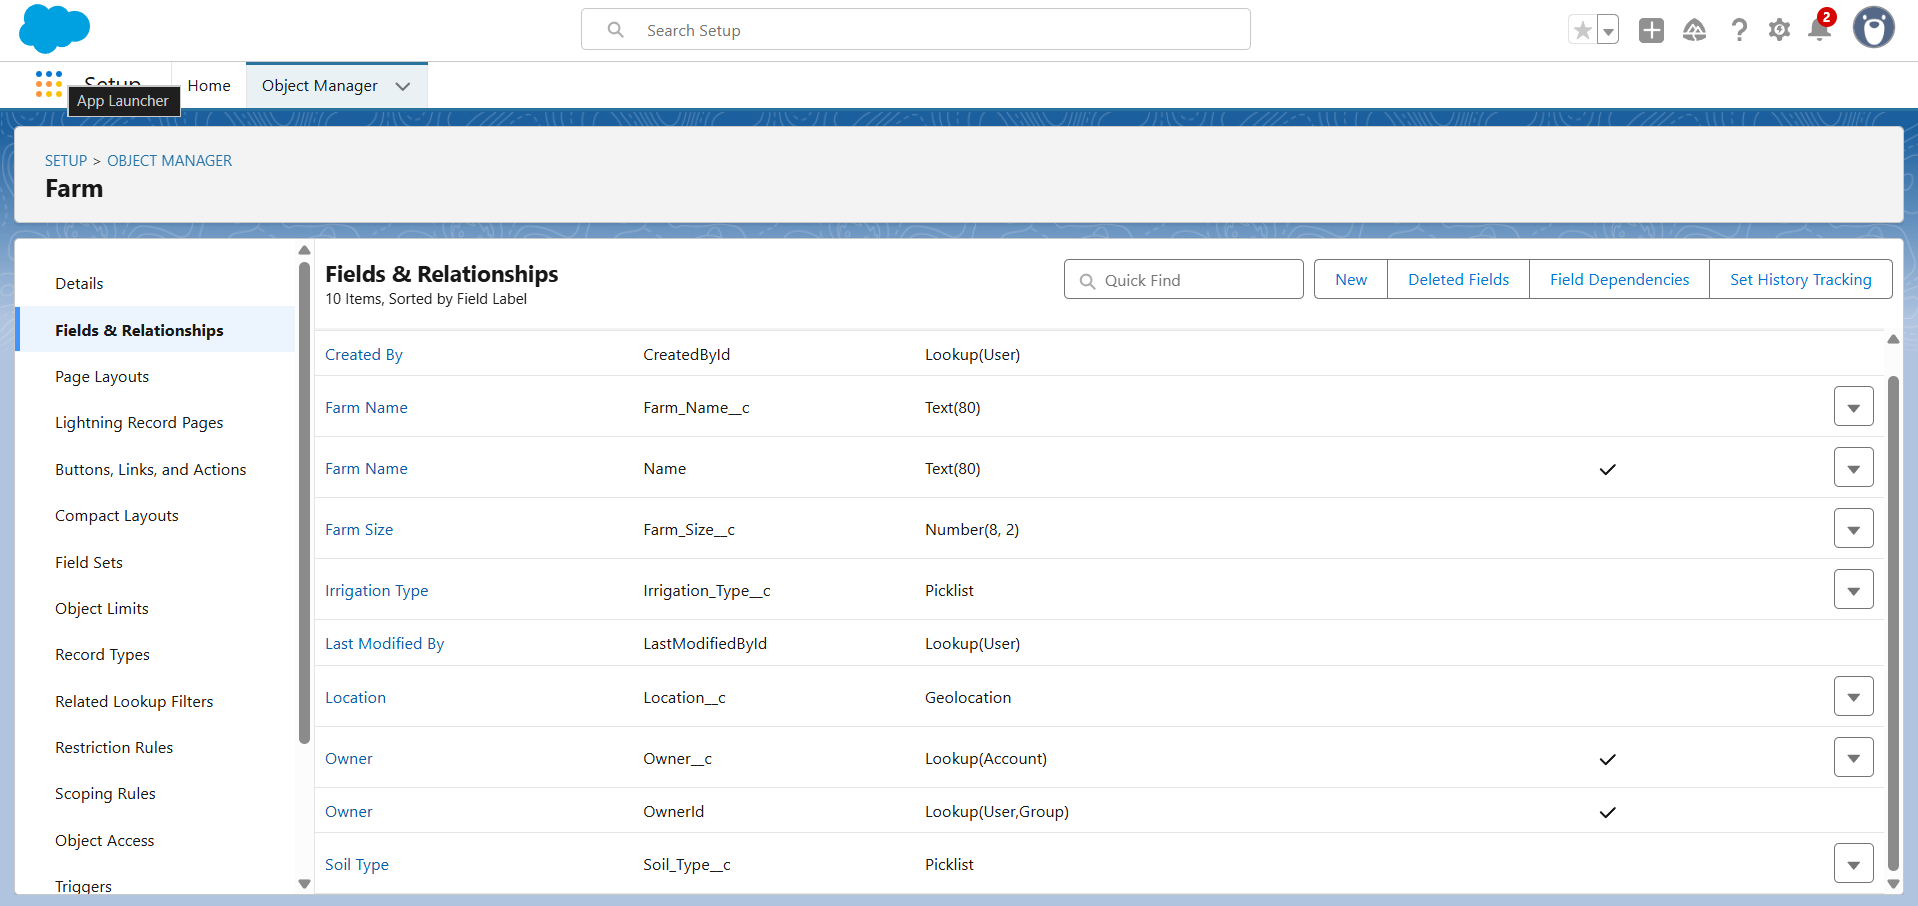 Search Setup
2
Setup
Home
Object Manager
App Launcher
SETUP > OBJECT MANAGER
Farm
Details
Fields & Relationships
Page Layouts
Lightning Record Pages
Buttons, Links, and Actions
Compact Layouts
Field Sets
Object Limits
Record Types
Related Lookup Filters
Restriction Rules
Scoping Rules
Object Access
Triggers
Fields & Relationships
10 Items, Sorted by Field Label
Quick Find
New
Deleted Fields
Field Dependencies
Set History Tracking
Created By CreatedById Lookup(User)
Farm Name Farm_Name__c Text(80)
Farm Name Name Text(80)
Farm Size Farm_Size__c Number(8, 2)
Irrigation Type Irrigation_Type__c Picklist
Last Modified By LastModifiedById Lookup(User)
Location Location__c Geolocation
Owner Owner__c Lookup(Account)
Owner OwnerId Lookup(User,Group)
Soil Type Soil_Type__c Picklist